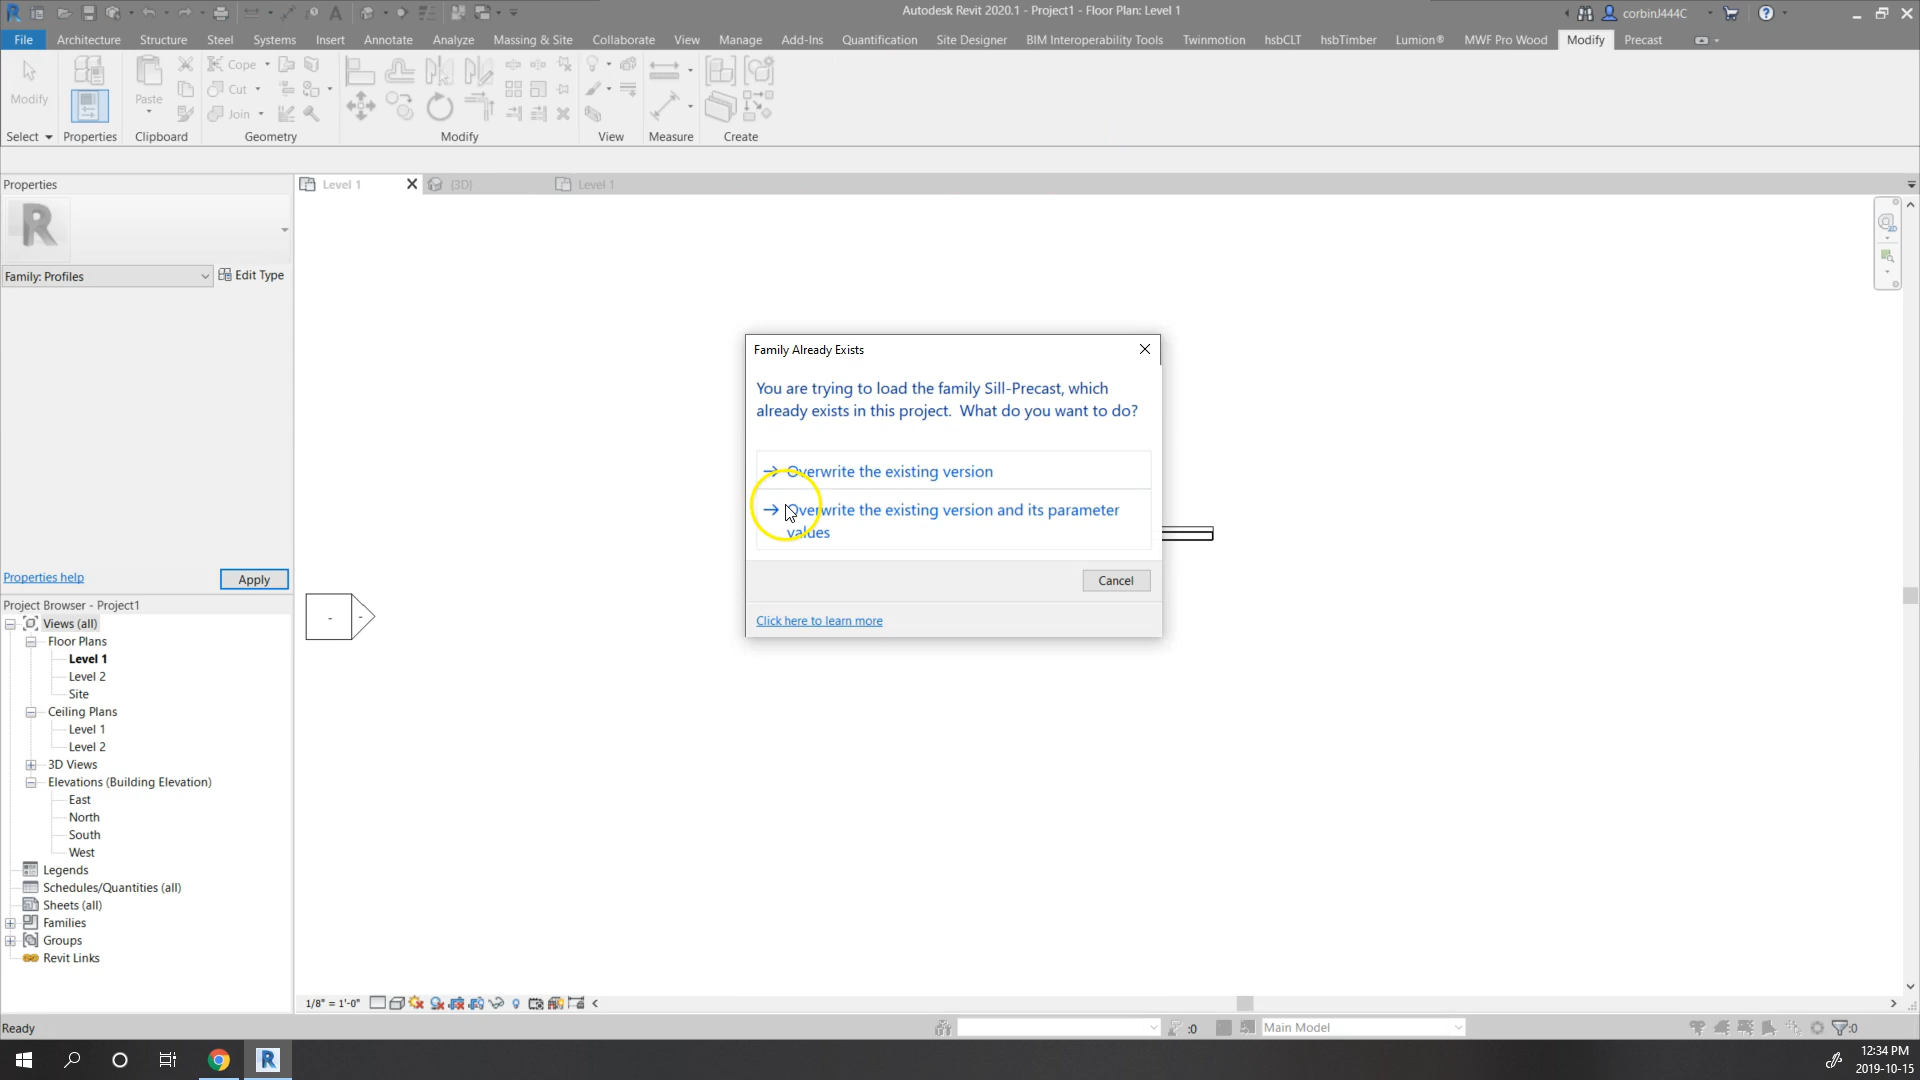 Autodesk Revit 2020.1 - Project1 - Floor Plan: Level 1
corbinJ444C
File Architecture Structure Steel Systems Insert Annotate Analyze Massing & Site Collaborate View Manage Add-Ins Quantification Site Designer BIM Interoperability Tools Twinmotion hsbCLT hsbTimber Lumion® MWF Pro Wood Modify Precast
Modify
Paste
Cope
Cut
Join
Select Properties Clipboard Geometry Modify View Measure Create
Properties
Level 1
{3D}
Level 1
Family: Profiles
Edit Type
Family Already Exists
You are trying to load the family Sill-Precast, which
already exists in this project. What do you want to do?
Overwrite the existing version
Overwrite the existing version and its parameter
values
Cancel
Click here to learn more
Properties help
Apply
Project Browser - Project1
Views (all)
Floor Plans
Level 1
Level 2
Site
Ceiling Plans
Level 1
Level 2
3D Views
Elevations (Building Elevation)
East
North
South
West
Legends
Schedules/Quantities (all)
Sheets (all)
Families
Groups
Revit Links
1/8" = 1'-0"
Ready
:0
Main Model
:0
12:34 PM
2019-10-15